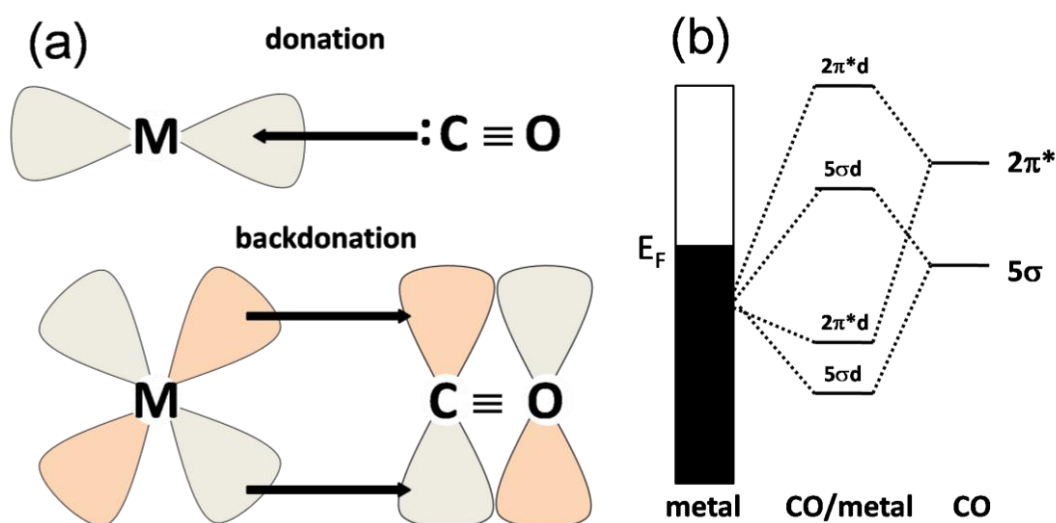 (a)
donation
M :C ≡ O
backdonation
M C ≡ O
(b)
2π*d
2π*
5σd
E_F
5σ
2π*d
5σd
metal CO/metal CO